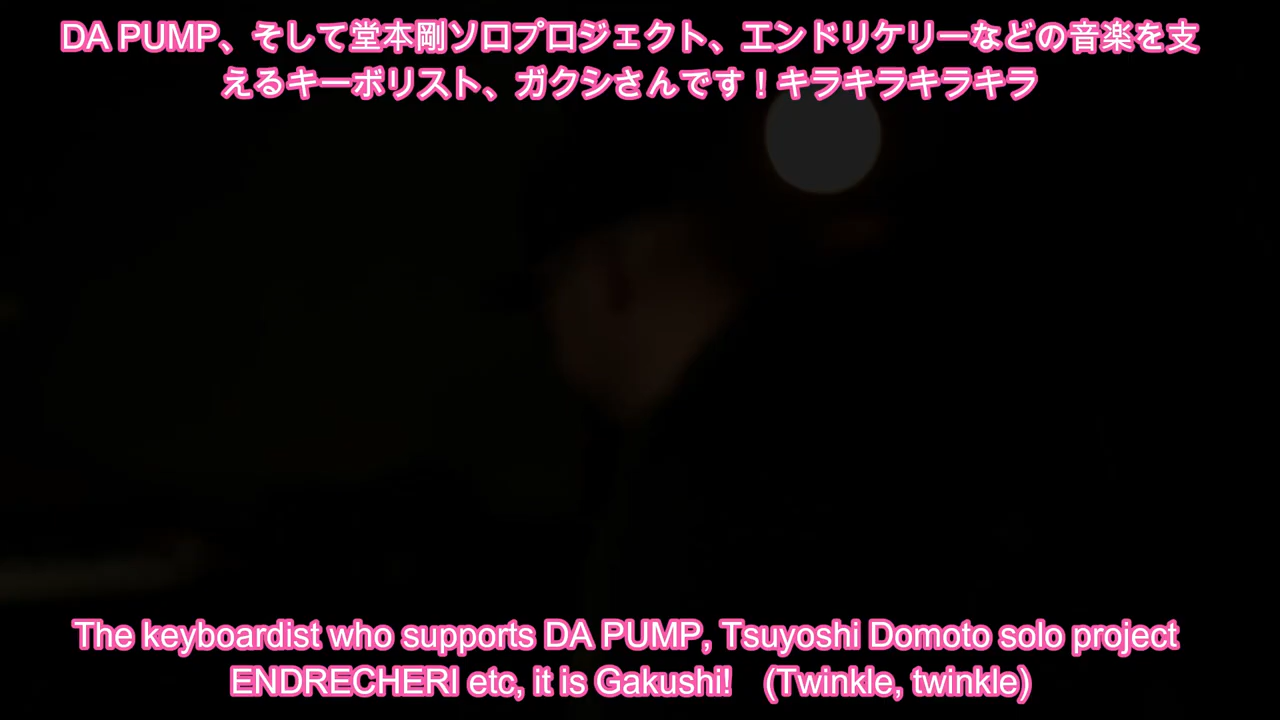 DA PUMP、そして堂本剛ソロプロジェクト、エンドリケリーなどの音楽を支
えるキーボリスト、ガクシさんです！キラキラキラキラ
The keyboardist who supports DA PUMP, Tsuyoshi Domoto solo project
ENDRECHERI etc, it is Gakushi!　(Twinkle, twinkle)